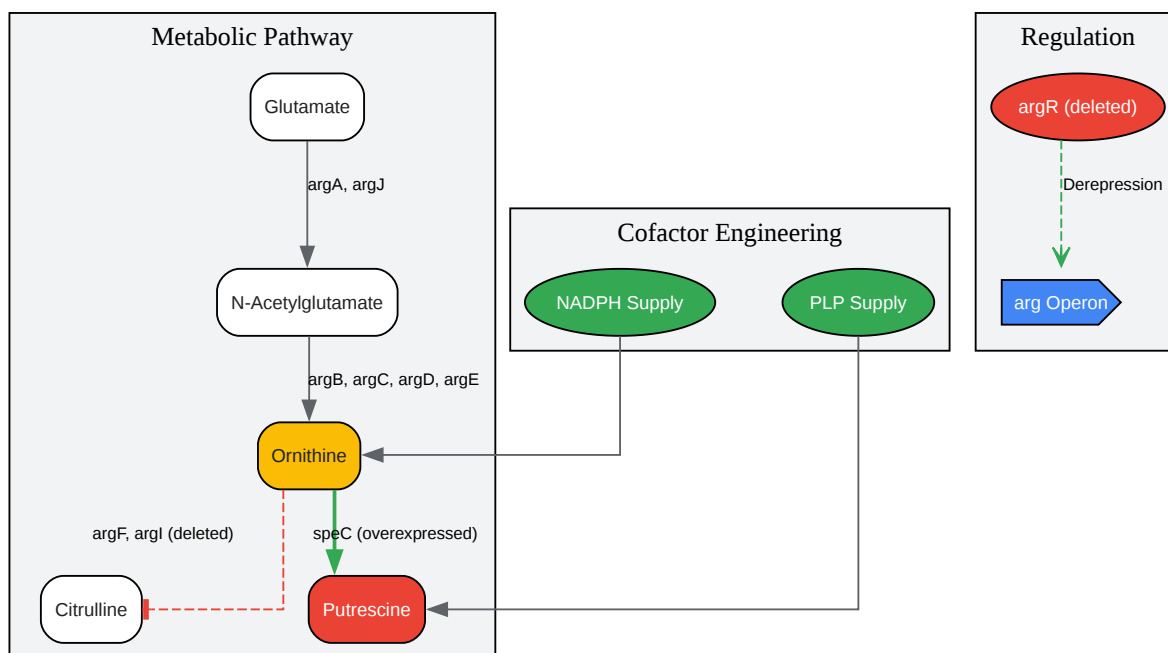 Metabolic Pathway
Glutamate
argA, argJ
N-Acetylglutamate
argB, argC, argD, argE
Ornithine
argF, argI (deleted)
speC (overexpressed)
Citrulline
Putrescine
Cofactor Engineering
NADPH Supply
PLP Supply
Regulation
argR (deleted)
Derepression
arg Operon